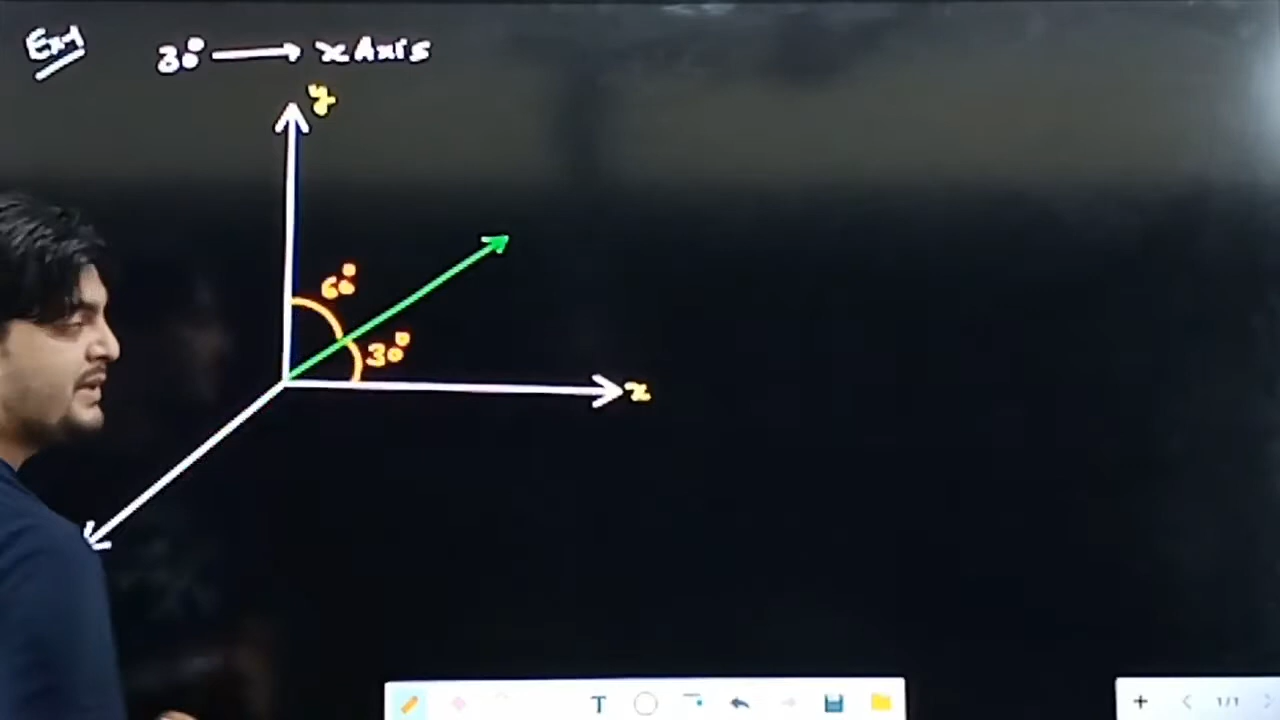 Ex-1
30° → x Axis
y
60°
30°
x
T
+ < 1/1 >